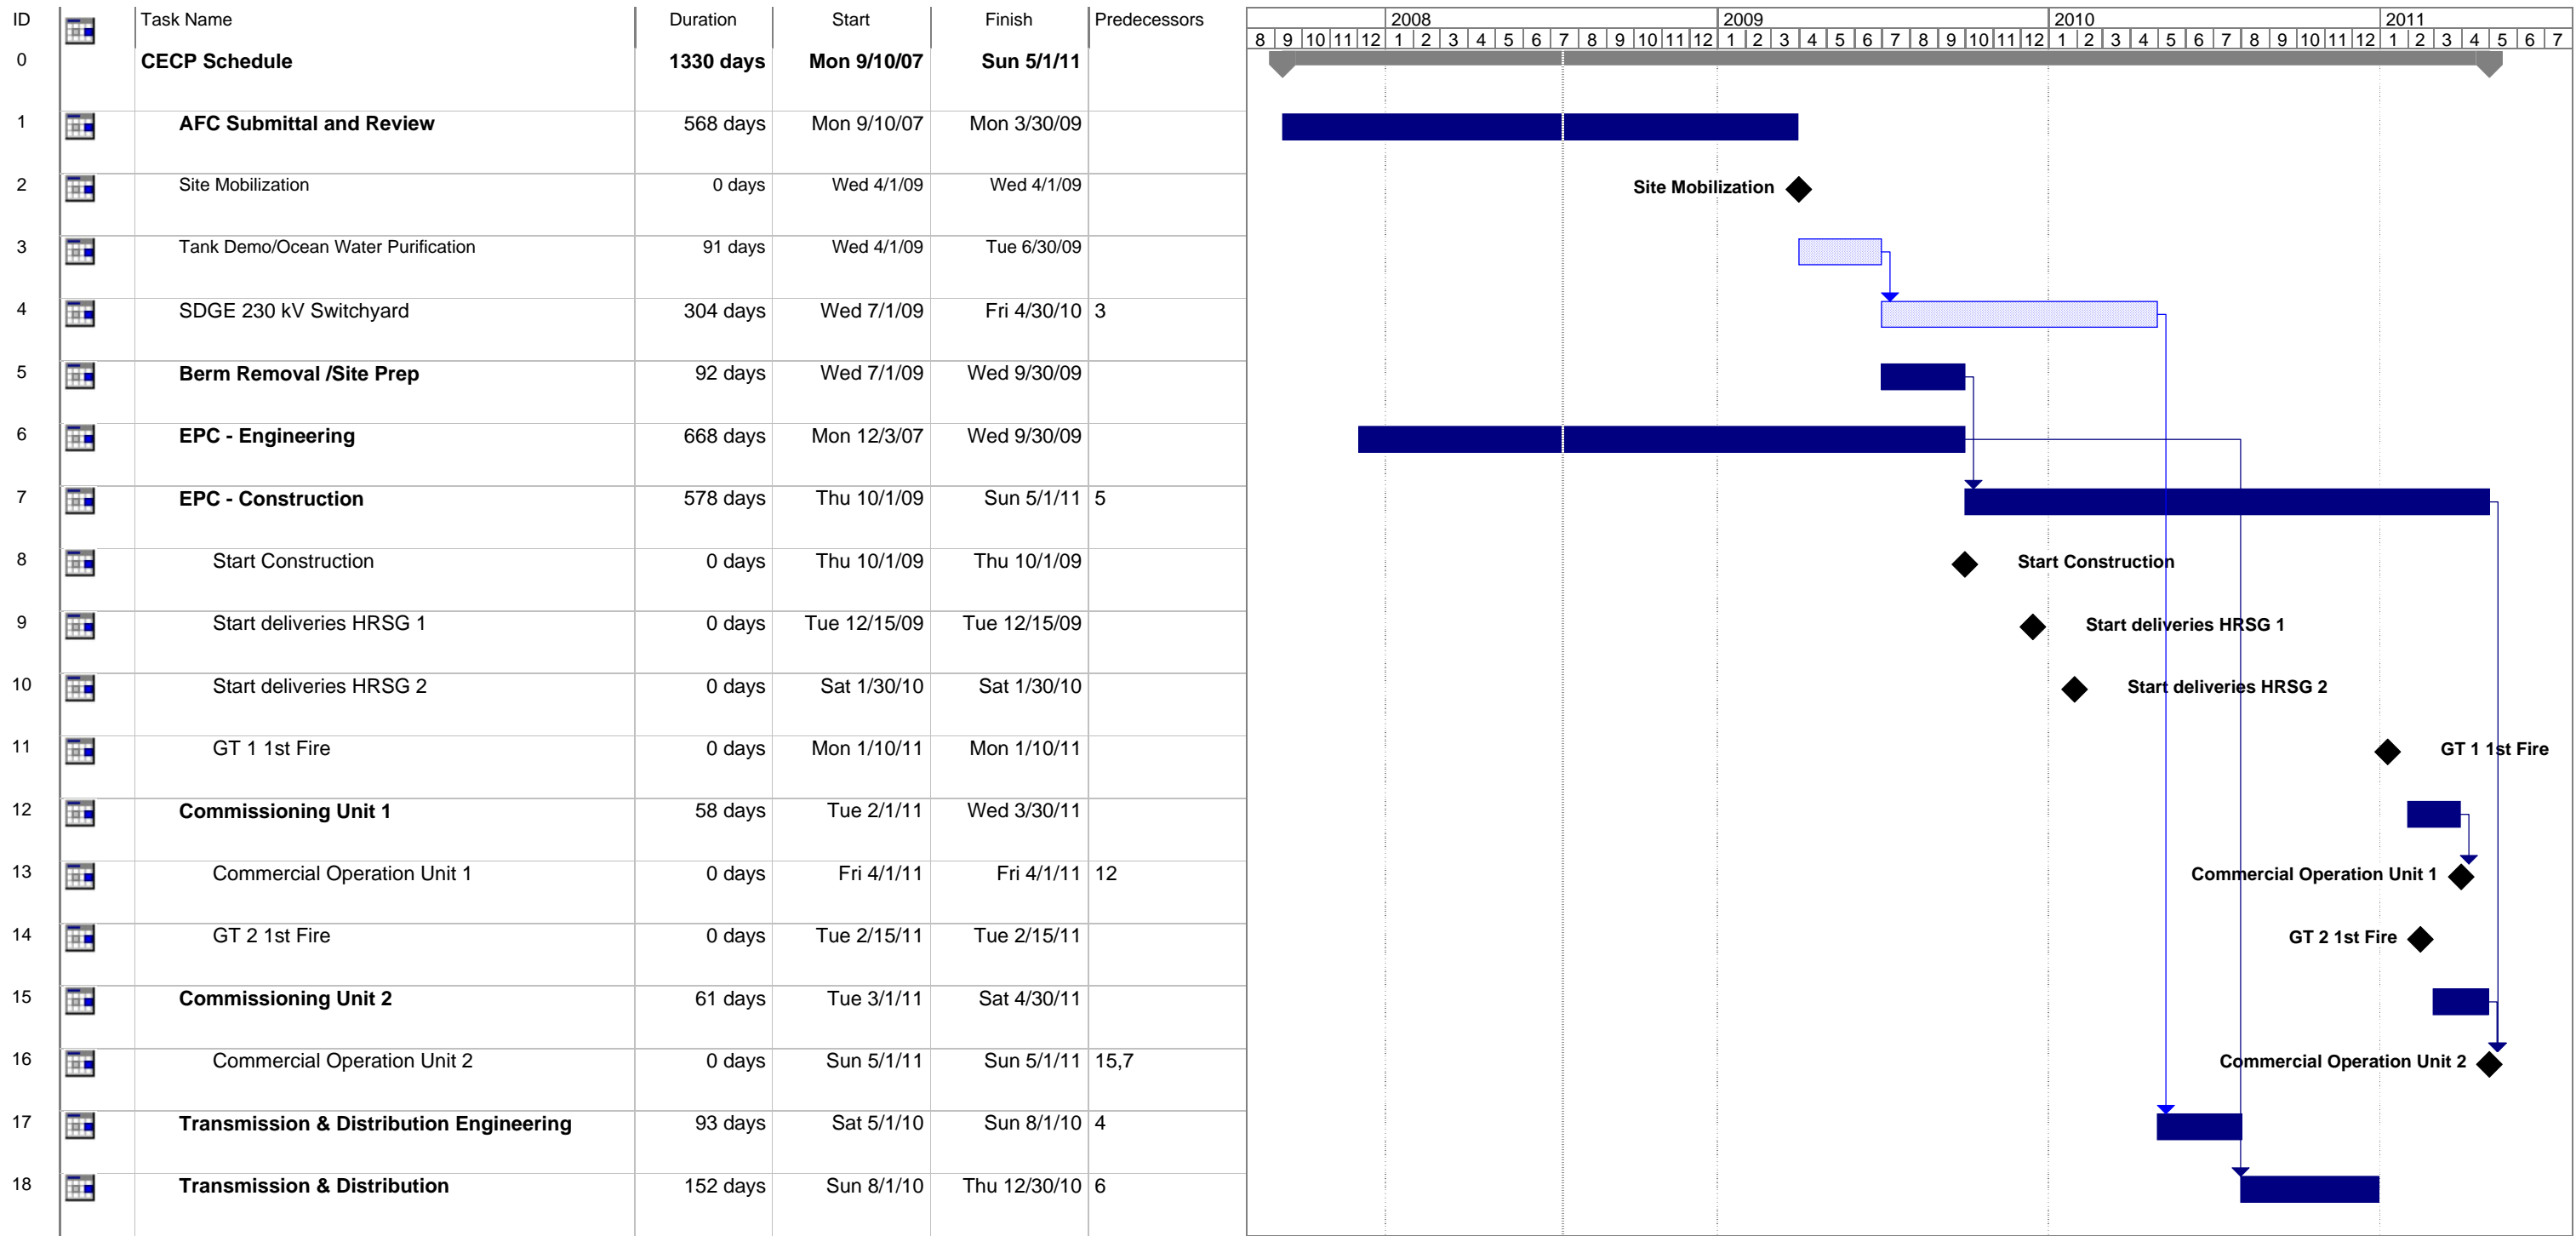 ID Task Name Duration Start Finish Predecessors 2008 2009 2010 2011
8 9 10 11 12 1 2 3 4 5 6 7 8 9 10 11 12 1 2 3 4 5 6 7 8 9 10 11 12 1 2 3 4 5 6 7 8 9 10 11 12 1 2 3 4 5 6 7
0 CECP Schedule 1330 days Mon 9/10/07 Sun 5/1/11
1 AFC Submittal and Review 568 days Mon 9/10/07 Mon 3/30/09
2 Site Mobilization 0 days Wed 4/1/09 Wed 4/1/09 Site Mobilization
3 Tank Demo/Ocean Water Purification 91 days Wed 4/1/09 Tue 6/30/09
4 SDGE 230 kV Switchyard 304 days Wed 7/1/09 Fri 4/30/10 3
5 Berm Removal /Site Prep 92 days Wed 7/1/09 Wed 9/30/09
6 EPC - Engineering 668 days Mon 12/3/07 Wed 9/30/09
7 EPC - Construction 578 days Thu 10/1/09 Sun 5/1/11 5
8 Start Construction 0 days Thu 10/1/09 Thu 10/1/09 Start Construction
9 Start deliveries HRSG 1 0 days Tue 12/15/09 Tue 12/15/09 Start deliveries HRSG 1
10 Start deliveries HRSG 2 0 days Sat 1/30/10 Sat 1/30/10 Start deliveries HRSG 2
11 GT 1 1st Fire 0 days Mon 1/10/11 Mon 1/10/11 GT 1 1st Fire
12 Commissioning Unit 1 58 days Tue 2/1/11 Wed 3/30/11
13 Commercial Operation Unit 1 0 days Fri 4/1/11 Fri 4/1/11 12 Commercial Operation Unit 1
14 GT 2 1st Fire 0 days Tue 2/15/11 Tue 2/15/11 GT 2 1st Fire
15 Commissioning Unit 2 61 days Tue 3/1/11 Sat 4/30/11
16 Commercial Operation Unit 2 0 days Sun 5/1/11 Sun 5/1/11 15,7 Commercial Operation Unit 2
17 Transmission & Distribution Engineering 93 days Sat 5/1/10 Sun 8/1/10 4
18 Transmission & Distribution 152 days Sun 8/1/10 Thu 12/30/10 6